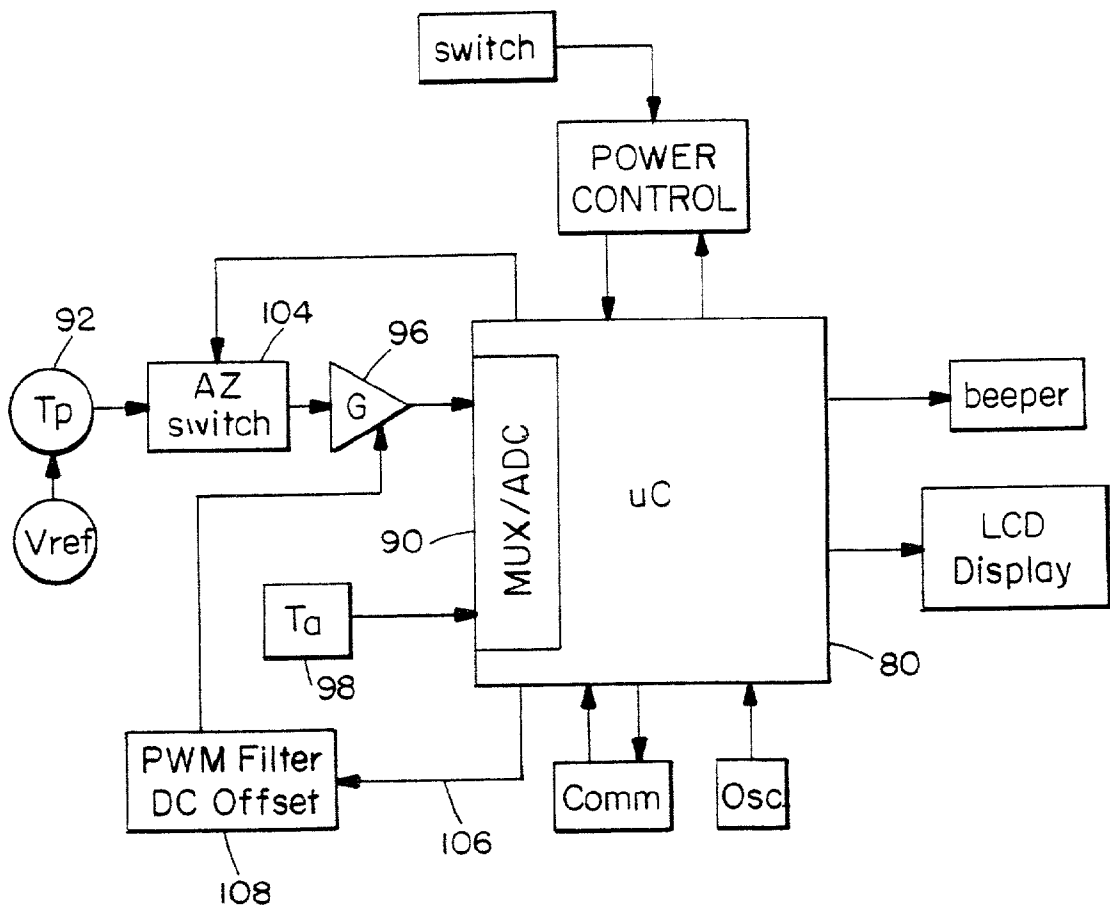 switch
POWER
CONTROL
92
104
96
Tp
AZ
switch
G
beeper
MUX/ADC
uC
Vref
90
LCD
Display
Ta
98
80
PWM Filter
DC Offset
106
Comm
Osc.
108